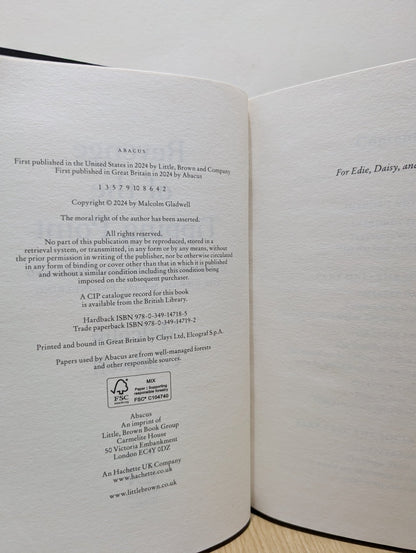 ABACUS
First published in the United States in 2024 by Little, Brown and Company
First published in Great Britain in 2024 by Abacus
1 3 5 7 9 10 8 6 4 2
Copyright © 2024 by Malcolm Gladwell
The moral right of the author has been asserted.
All rights reserved.
No part of this publication may be reproduced, stored in a
retrieval system, or transmitted, in any form or by any means, without
the prior permission in writing of the publisher, nor be otherwise circulated
in any form of binding or cover other than that in which it is published
and without a similar condition including this condition being
imposed on the subsequent purchaser.
A CIP catalogue record for this book
is available from the British Library.
Hardback ISBN 978-0-349-14718-5
Trade paperback ISBN 978-0-349-14719-2
Printed and bound in Great Britain by Clays Ltd, Elcograf S.p.A.
Papers used by Abacus are from well-managed forests
and other responsible sources.
FSC
www.fsc.org
MIX
Paper | Supporting
responsible forestry
FSC® C104740
Abacus
An imprint of
Little, Brown Book Group
Carmelite House
50 Victoria Embankment
London EC4Y 0DZ
An Hachette UK Company
www.hachette.co.uk
www.littlebrown.co.uk
For Edie, Daisy, and